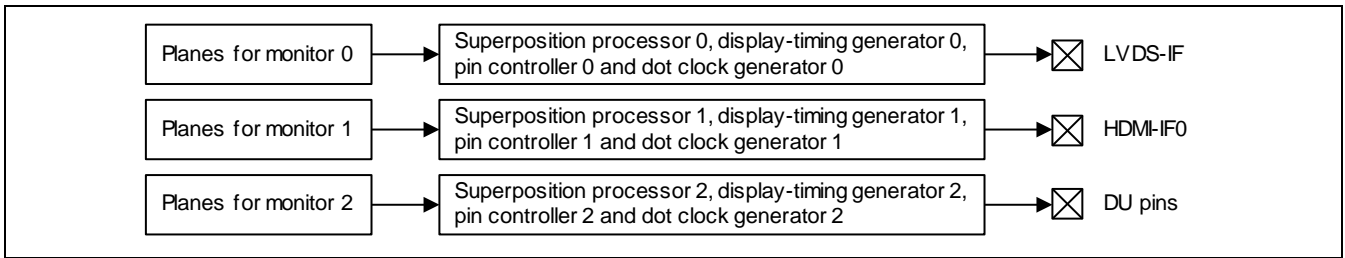 Planes for monitor 0
Superposition processor 0, display-timing generator 0,
pin controller 0 and dot clock generator 0
LVDS-IF
Planes for monitor 1
Superposition processor 1, display-timing generator 1,
pin controller 1 and dot clock generator 1
HDMI-IF0
Planes for monitor 2
Superposition processor 2, display-timing generator 2,
pin controller 2 and dot clock generator 2
DU pins